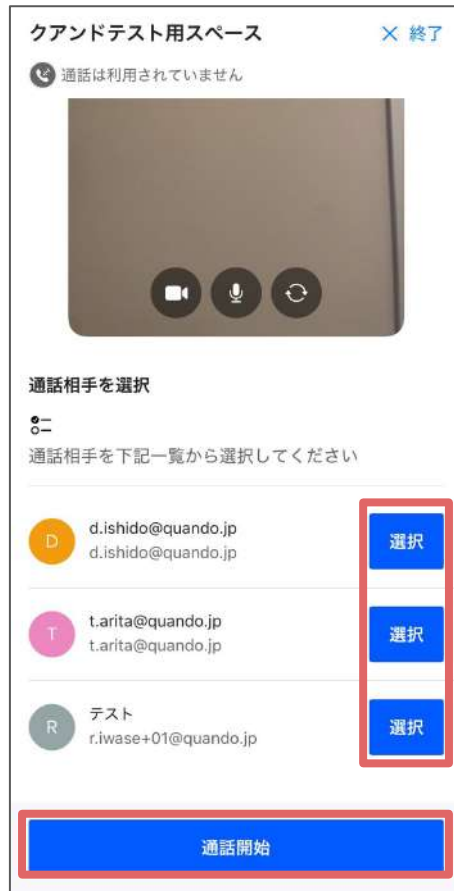 クアンドテスト用スペース
× 終了
通話は利用されていません
通話相手を選択
通話相手を下記一覧から選択してください
D
d.ishido@quando.jp
d.ishido@quando.jp
選択
T
t.arita@quando.jp
t.arita@quando.jp
選択
R
テスト
r.iwase+01@quando.jp
選択
通話開始